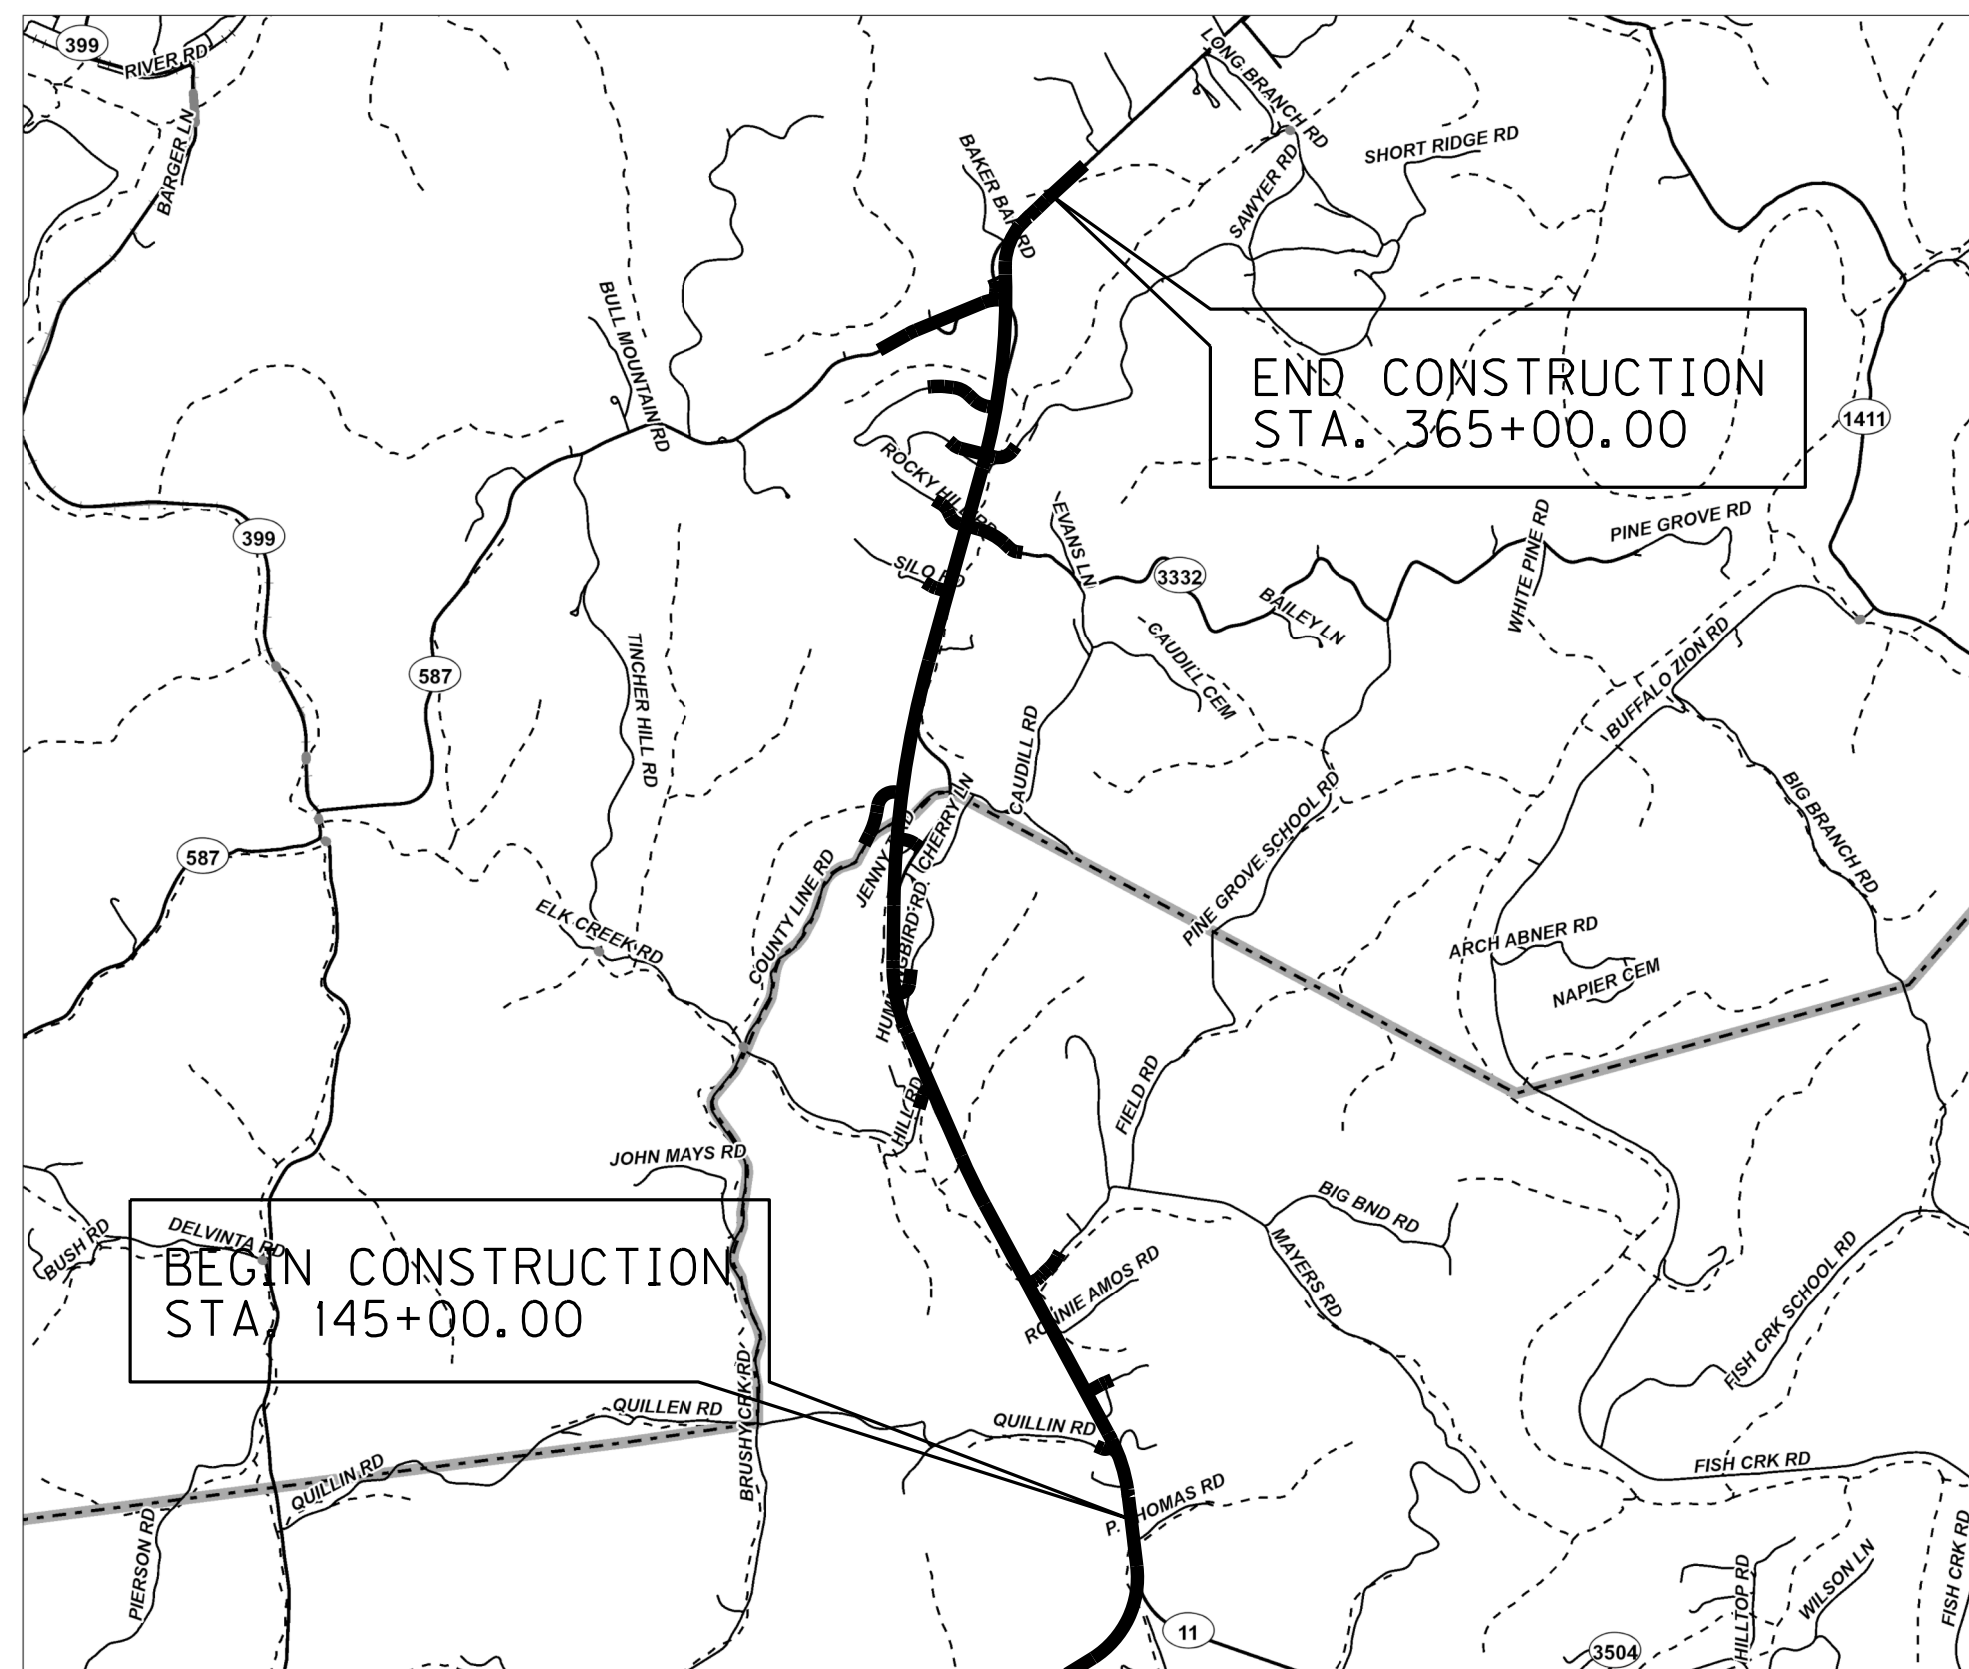 399
RIVER RD
BARGER LN
LONG BRANCH RD
SHORT RIDGE RD
SAWYER RD
BAKER BA RD
BULL MOUNTAIN RD
END CONSTRUCTION
STA. 365+00.00
1411
ROCKY HILL RD
399
SILO RD
EVANS LN
3332
BAILEY LN
WHITE PINE RD
PINE GROVE RD
CAUDILL CEM
BUFFALO ZION RD
587
TINCHER HILL RD
CAUDILL RD
CHERRY LN
JENNY RD
COUNTY LINE RD
PINE GROVE SCHOOL RD
BIG BRANCH RD
587
ELK CREEK RD
HUM GBIRD RD
ARCH ABNER RD
NAPIER CEM
HILL RD
FIELD RD
JOHN MAYS RD
BIG BND RD
BUSH RD
DELVINTA RD
BEGIN CONSTRUCTION
STA. 145+00.00
MAYERS RD
RONNIE AMOS RD
FISH CRK SCHOOL RD
BRUSHY CRK RD
QUILLEN RD
QUILLIN RD
QUILLIN RD
FISH CRK RD
P. THOMAS RD
PIERSON RD
FISH CRK RD
HILLTOP RD
WILSON LN
11
3504